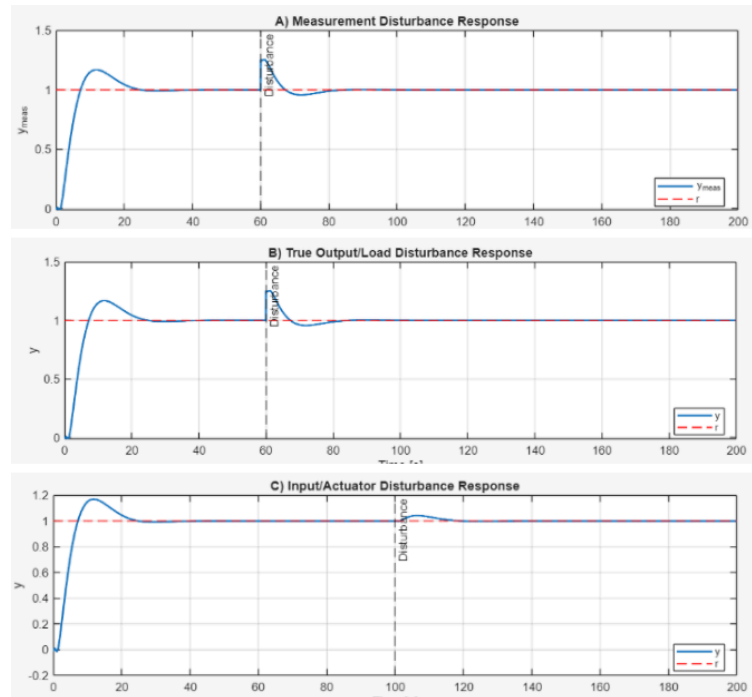 A) Measurement Disturbance Response
1.5
1
0.5
0
y_meas
Disturbance
y_meas
r
0 20 40 60 80 100 120 140 160 180 200
B) True Output/Load Disturbance Response
1.5
1
0.5
0
y
Disturbance
y
r
0 20 40 60 80 100 120 140 160 180 200
C) Input/Actuator Disturbance Response
1.2
1
0.8
0.6
0.4
0.2
0
-0.2
y
Disturbance
y
r
0 20 40 60 80 100 120 140 160 180 200